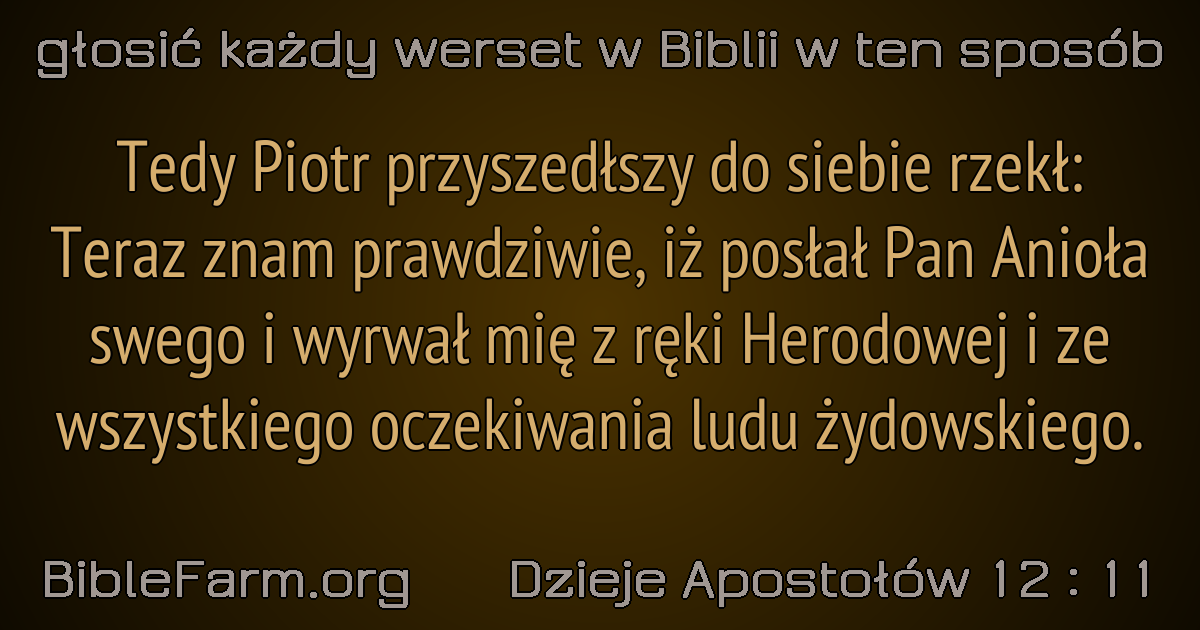 głosić każdy werset w Biblii w ten sposób
Tedy Piotr przyszedłszy do siebie rzekł:
Teraz znam prawdziwie, iż posłał Pan Anioła
swego i wyrwał mię z ręki Herodowej i ze
wszystkiego oczekiwania ludu żydowskiego.
BibleFarm.org Dzieje Apostołów 12 : 11